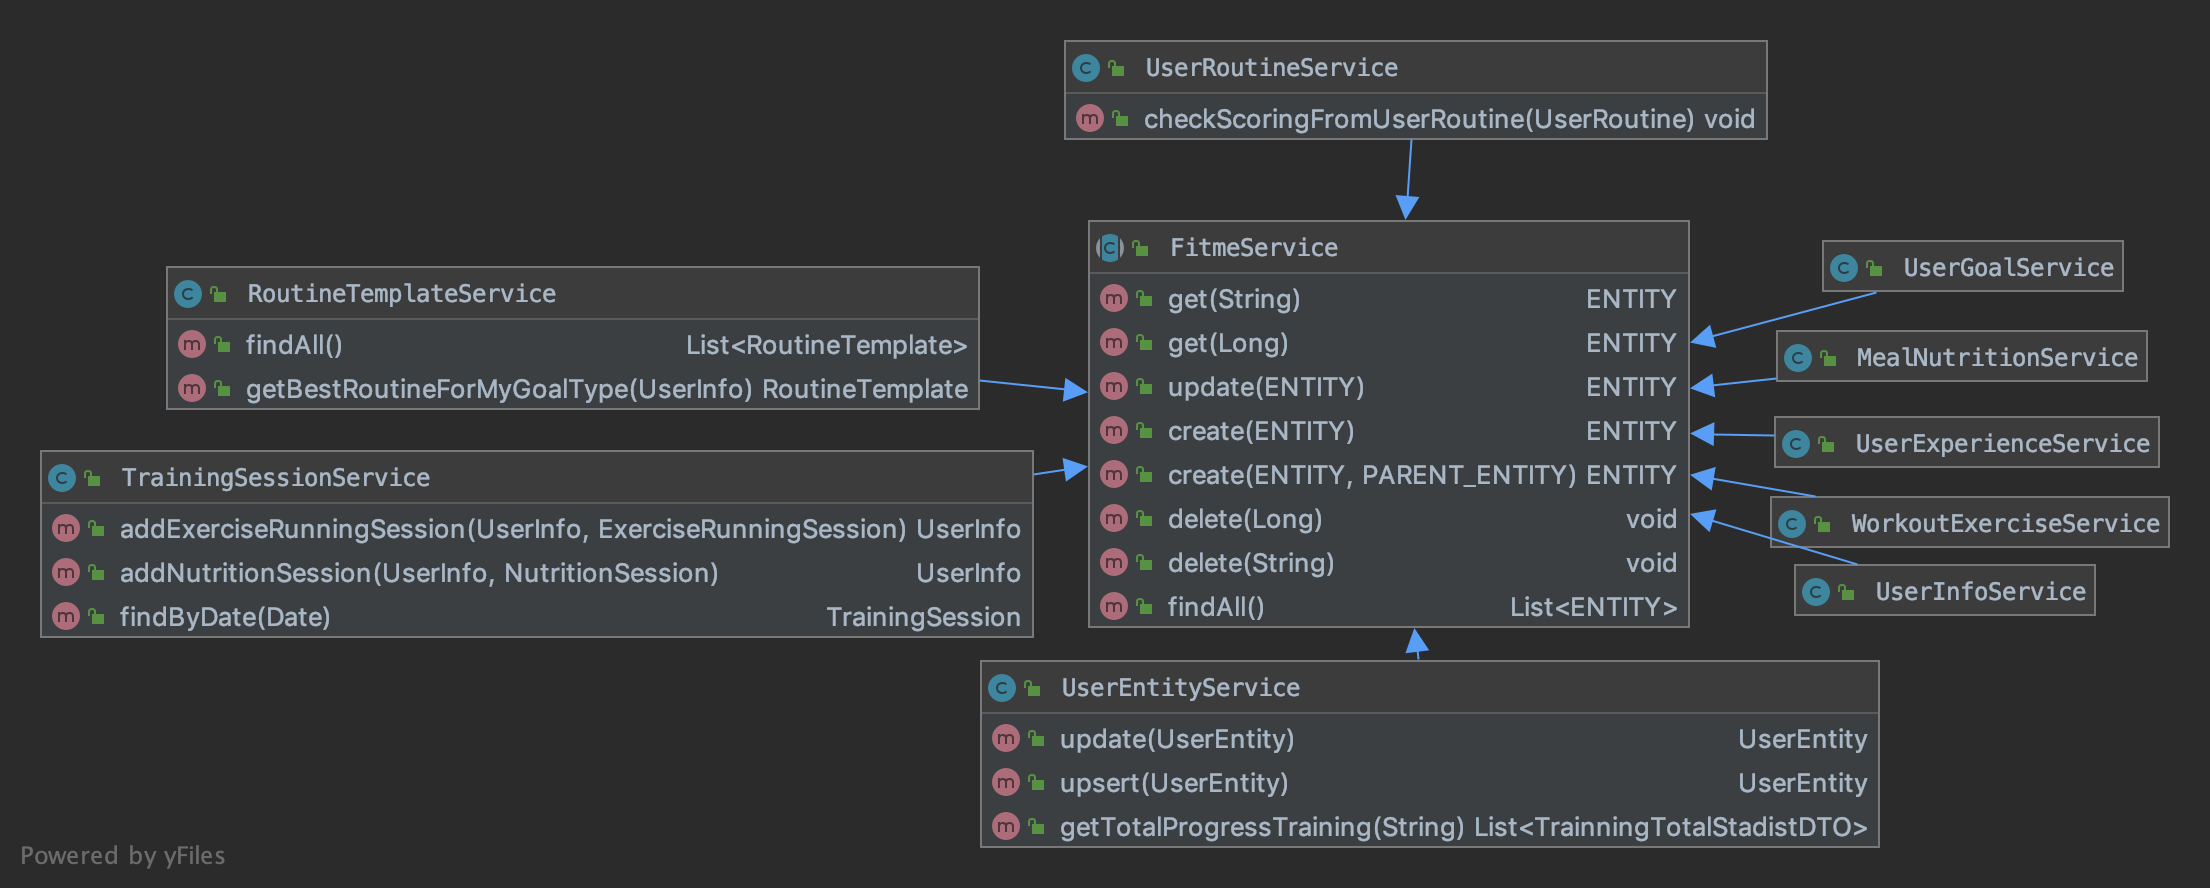 UserRoutineService
checkScoringFromUserRoutine(UserRoutine) void
RoutineTemplateService
findAll() List<RoutineTemplate>
getBestRoutineForMyGoalType(UserInfo) RoutineTemplate
TrainingSessionService
addExerciseRunningSession(UserInfo, ExerciseRunningSession) UserInfo
addNutritionSession(UserInfo, NutritionSession) UserInfo
findByDate(Date) TrainingSession
FitmeService
get(String) ENTITY
get(Long) ENTITY
update(ENTITY) ENTITY
create(ENTITY) ENTITY
create(ENTITY, PARENT_ENTITY) ENTITY
delete(Long) void
delete(String) void
findAll() List<ENTITY>
UserGoalService
MealNutritionService
UserExperienceService
WorkoutExerciseService
UserInfoService
UserEntityService
update(UserEntity) UserEntity
upsert(UserEntity) UserEntity
getTotalProgressTraining(String) List<TrainningTotalStadistDTO>
Powered by yFiles